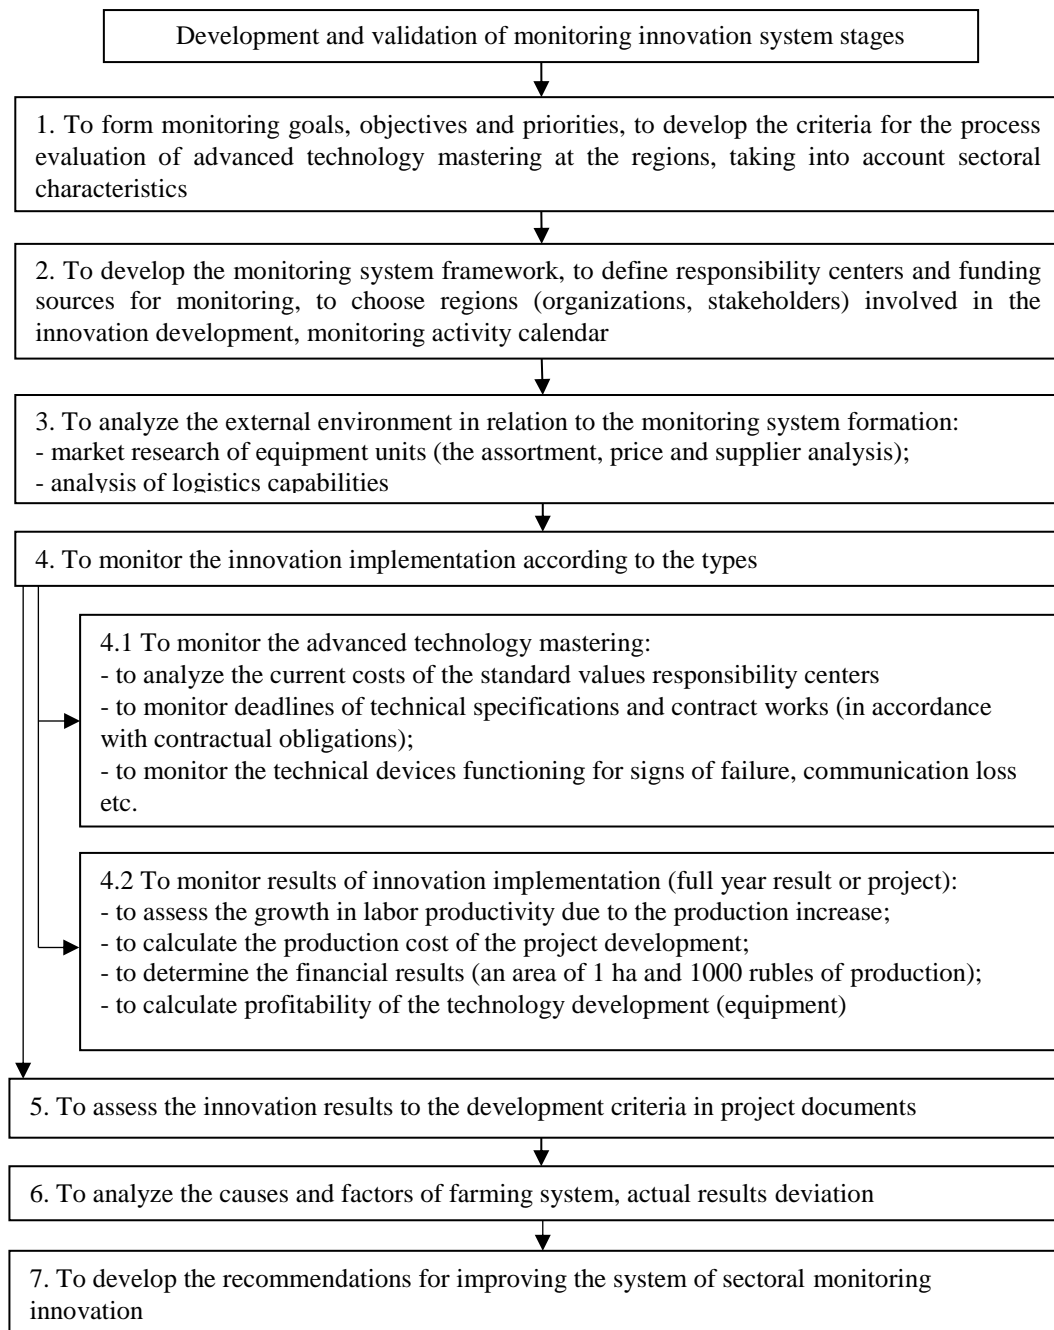 Development and validation of monitoring innovation system stages
1. To form monitoring goals, objectives and priorities, to develop the criteria for the process
evaluation of advanced technology mastering at the regions, taking into account sectoral
characteristics
2. To develop the monitoring system framework, to define responsibility centers and funding
sources for monitoring, to choose regions (organizations, stakeholders) involved in the
innovation development, monitoring activity calendar
3. To analyze the external environment in relation to the monitoring system formation:
- market research of equipment units (the assortment, price and supplier analysis);
- analysis of logistics capabilities
4. To monitor the innovation implementation according to the types
4.1 To monitor the advanced technology mastering:
- to analyze the current costs of the standard values responsibility centers
- to monitor deadlines of technical specifications and contract works (in accordance
with contractual obligations);
- to monitor the technical devices functioning for signs of failure, communication loss
etc.
4.2 To monitor results of innovation implementation (full year result or project):
- to assess the growth in labor productivity due to the production increase;
- to calculate the production cost of the project development;
- to determine the financial results (an area of 1 ha and 1000 rubles of production);
- to calculate profitability of the technology development (equipment)
5. To assess the innovation results to the development criteria in project documents
6. To analyze the causes and factors of farming system, actual results deviation
7. To develop the recommendations for improving the system of sectoral monitoring
innovation